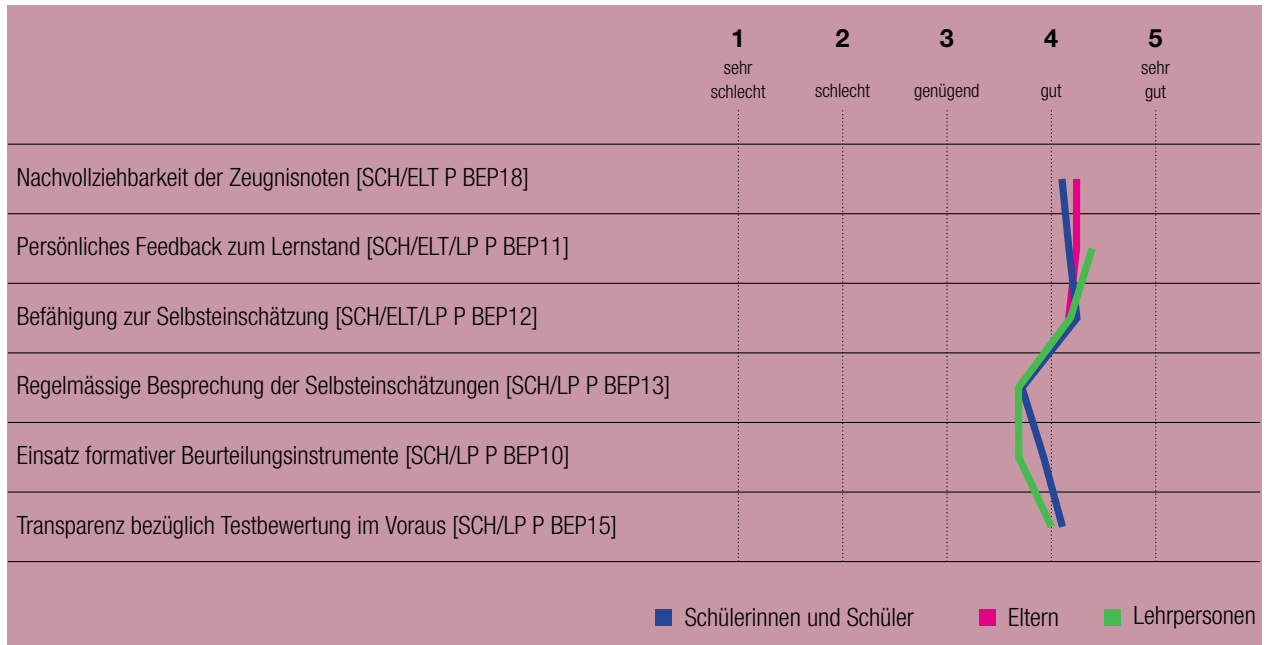 1 2 3 4 5
sehr schlecht schlecht genügend gut sehr gut
Nachvollziehbarkeit der Zeugnisnoten [SCH/ELT P BEP18]
Persönliches Feedback zum Lernstand [SCH/ELT/LP P BEP11]
Befähigung zur Selbsteinschätzung [SCH/ELT/LP P BEP12]
Regelmässige Besprechung der Selbsteinschätzungen [SCH/LP P BEP13]
Einsatz formativer Beurteilungsinstrumente [SCH/LP P BEP10]
Transparenz bezüglich Testbewertung im Voraus [SCH/LP P BEP15]
Schülerinnen und Schüler Eltern Lehrpersonen